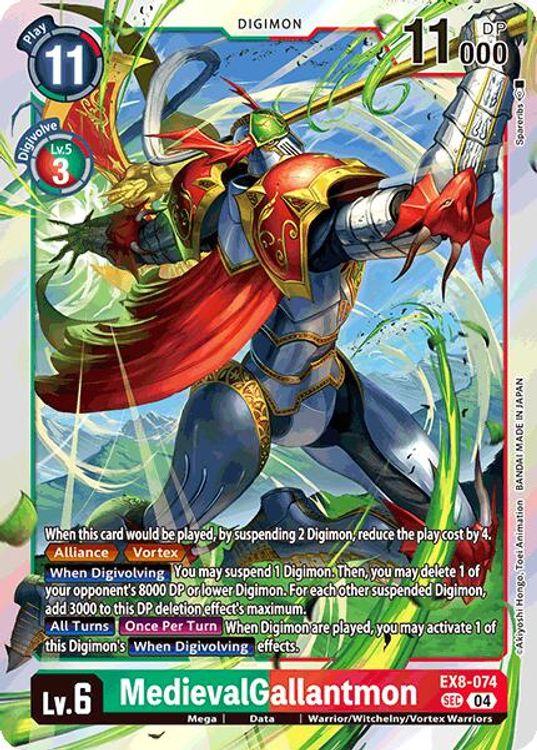 Play
11
DIGIMON
11000
DP
Digivolve
Lv.5
3
Spareribs
When this card would be played, by suspending 2 Digimon, reduce the play cost by 4.
Alliance Vortex
When Digivolving You may suspend 1 Digimon. Then, you may delete 1 of
your opponent's 8000 DP or lower Digimon. For each other suspended Digimon,
add 3000 to this DP deletion effect's maximum.
All Turns Once Per Turn When Digimon are played, you may activate 1 of
this Digimon's When Digivolving effects.
©Akiyoshi Hongo, Toei Animation BANDAI MADE IN JAPAN
Lv.6
MedievalGallantmon
EX8-074
SEC 04
Mega | Data | Warrior/Witchelny/Vortex Warriors